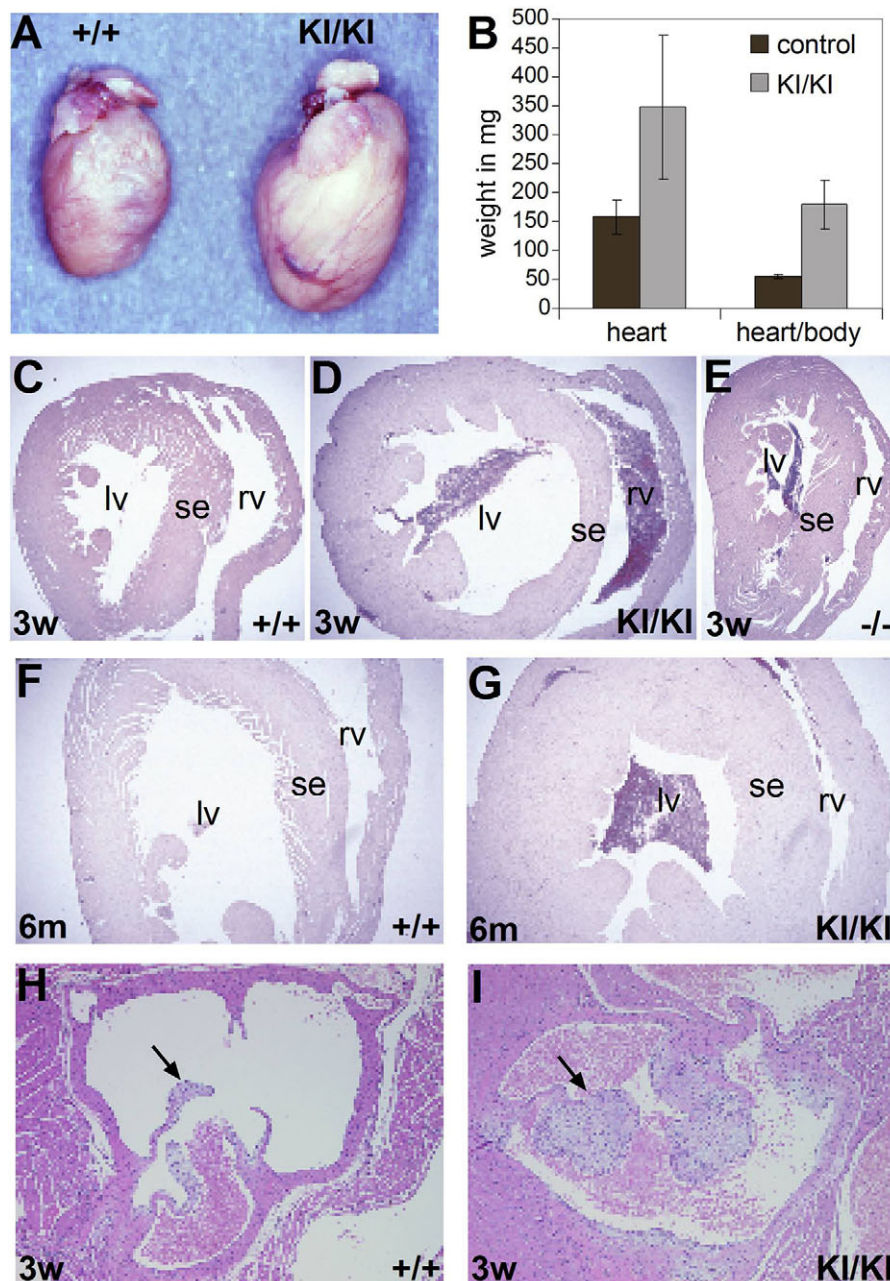 A
+/+
KI/KI
B
weight in mg
500
450
400
350
300
250
200
150
100
50
0
control
KI/KI
heart
heart/body
C
lv
se
rv
3w
+/+
D
lv
se
rv
3w
KI/KI
E
lv
se
rv
3w
-/-
F
lv
se
rv
6m
+/+
G
lv
se
rv
6m
KI/KI
H
3w
+/+
I
3w
KI/KI